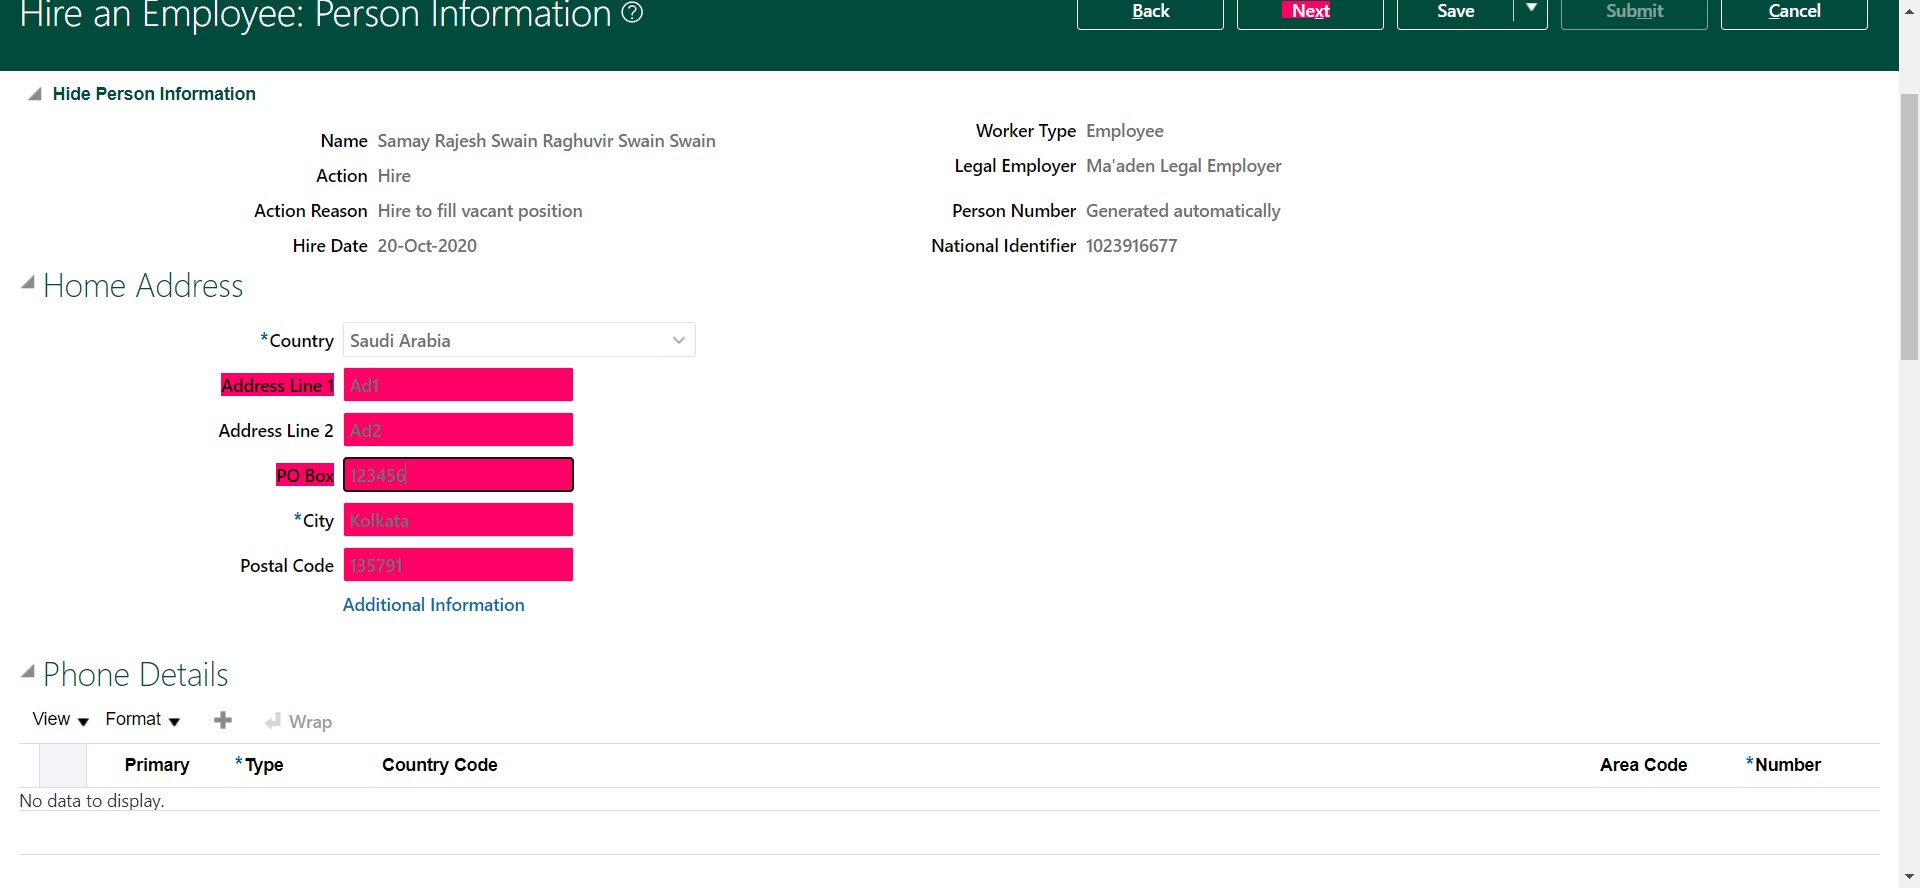 Hire an Employee: Person Information ?
Back
Next
Save
Submit
Cancel
Hide Person Information
Name Samay Rajesh Swain Raghuvir Swain Swain
Action Hire
Action Reason Hire to fill vacant position
Hire Date 20-Oct-2020
Worker Type Employee
Legal Employer Ma'aden Legal Employer
Person Number Generated automatically
National Identifier 1023916677
Home Address
*Country Saudi Arabia
Address Line 1 Ad1
Address Line 2 Ad2
PO Box 123456
*City Kolkata
Postal Code 135791
Additional Information
Phone Details
View Format Wrap
Primary *Type Country Code Area Code *Number
No data to display.